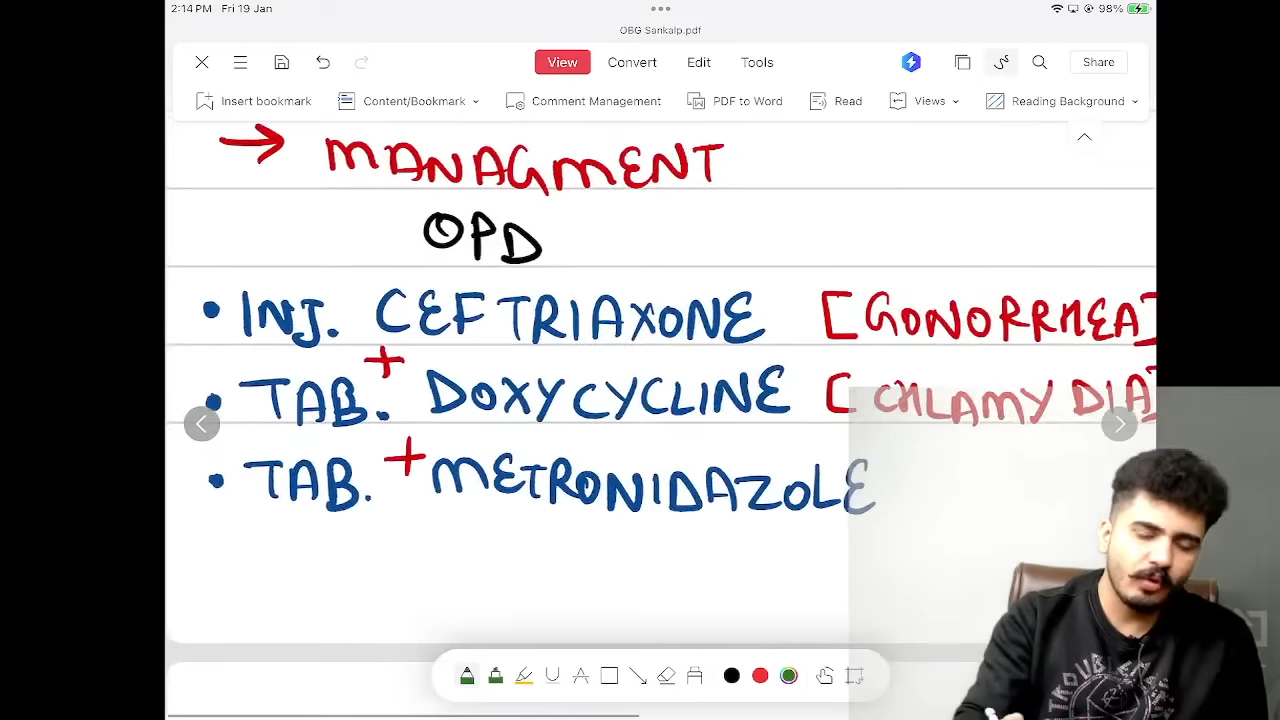 2:14 PM Fri 19 Jan
98%
OBG Sankalp.pdf
View Convert Edit Tools Share
Insert bookmark Content/Bookmark Comment Management PDF to Word Read Views Reading Background
→ MANAGMENT
OPD
• INJ. CEFTRIAXONE [GONORRHEA]
+
• TAB. DOXYCYCLINE [CHLAMYDIA]
+
• TAB. METRONIDAZOLE